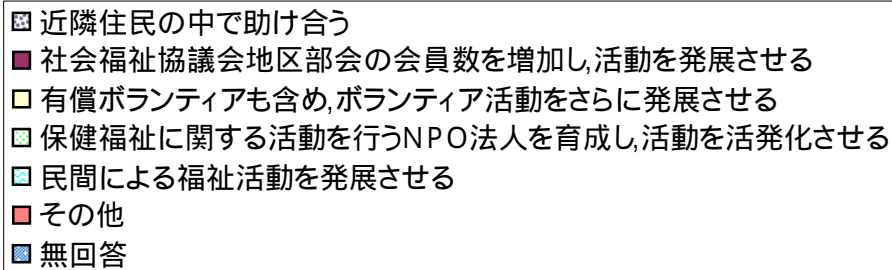 近隣住民の中で助け合う
社会福祉協議会地区部会の会員数を増加し,活動を発展させる
有償ボランティアも含め,ボランティア活動をさらに発展させる
保健福祉に関する活動を行うNPO法人を育成し,活動を活発化させる
民間による福祉活動を発展させる
その他
無回答